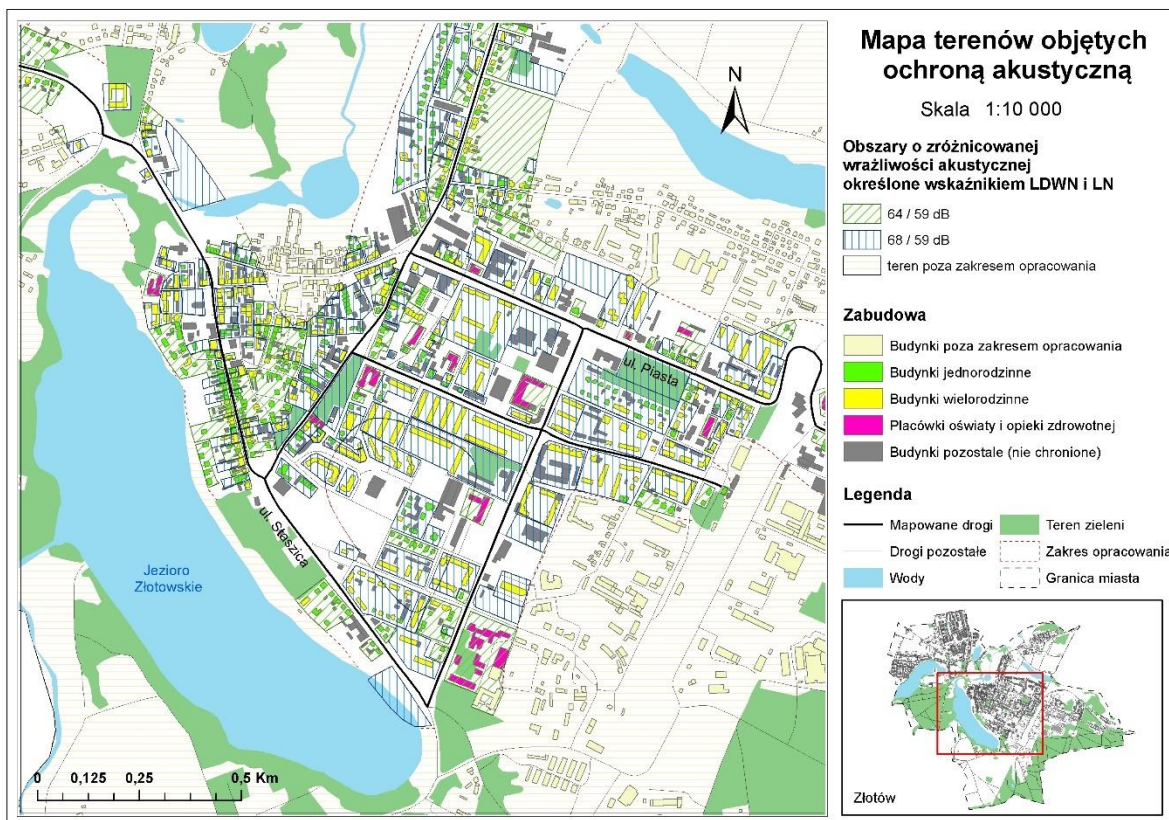 Mapa terenów objętych
ochroną akustyczną
Skala 1:10 000
Obszary o zróżnicowanej
wrażliwości akustycznej
określone wskaźnikiem LDWN i LN
64 / 59 dB
68 / 59 dB
teren poza zakresem opracowania
Zabudowa
Budynki poza zakresem opracowania
Budynki jednorodzinne
Budynki wielorodzinne
Placówki oświaty i opieki zdrowotnej
Budynki pozostałe (nie chronione)
Legenda
Mapowane drogi
Teren zieleni
Drogi pozostałe
Zakres opracowania
Wody
Granica miasta
Złotów
N
ul. Piasta
ul. Staszica
Jezioro
Złotowskie
0 0,125 0,25 0,5 Km